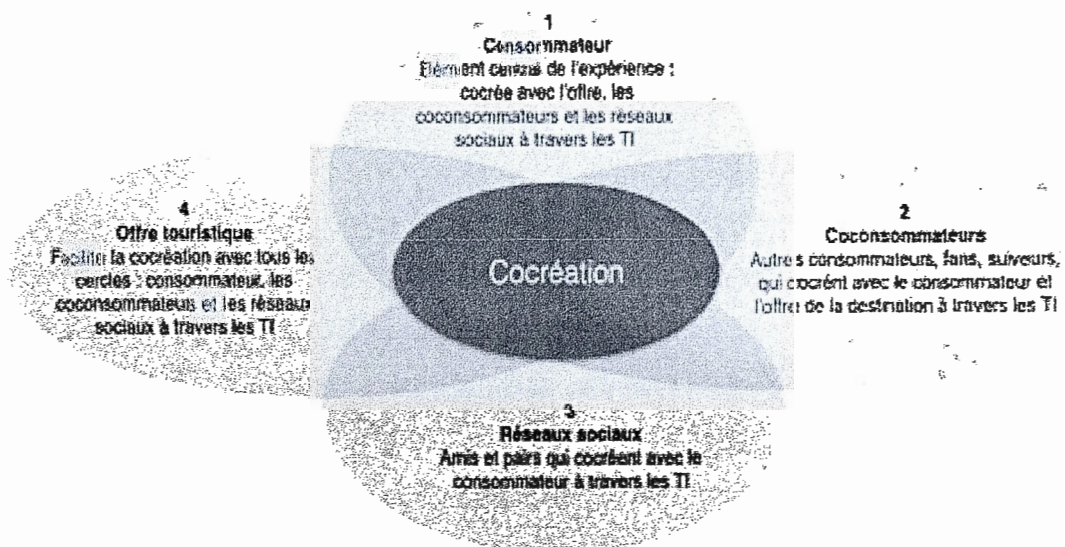 1
Consommateur
Élément central de l'expérience :
cocrée avec l'offre, les
coconsommateurs et les réseaux
sociaux à travers les TI
4
Offre touristique
Faciliter la cocréation avec tous les
cercles : consommateur, les
coconsommateurs et les réseaux
sociaux à travers les TI
Cocréation
2
Coconsommateurs
Autres consommateurs, fans, suiveurs,
qui cocréent avec le consommateur et
l'offre de la destination à travers les TI
3
Réseaux sociaux
Amis et pairs qui cocréent avec le
consommateur à travers les TI